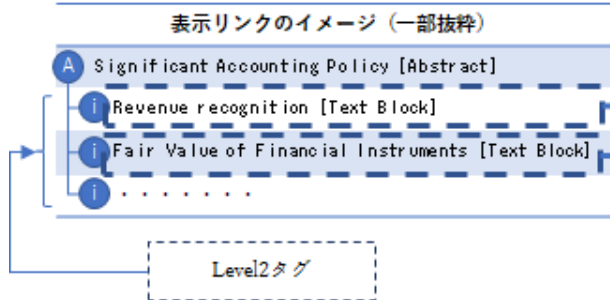 表示リンクのイメージ（一部抜粋）
A Significant Accounting Policy [Abstract]
i Revenue recognition [Text Block]
i Fair Value of Financial Instruments [Text Block]
i ・・・・・・・
Level2タグ